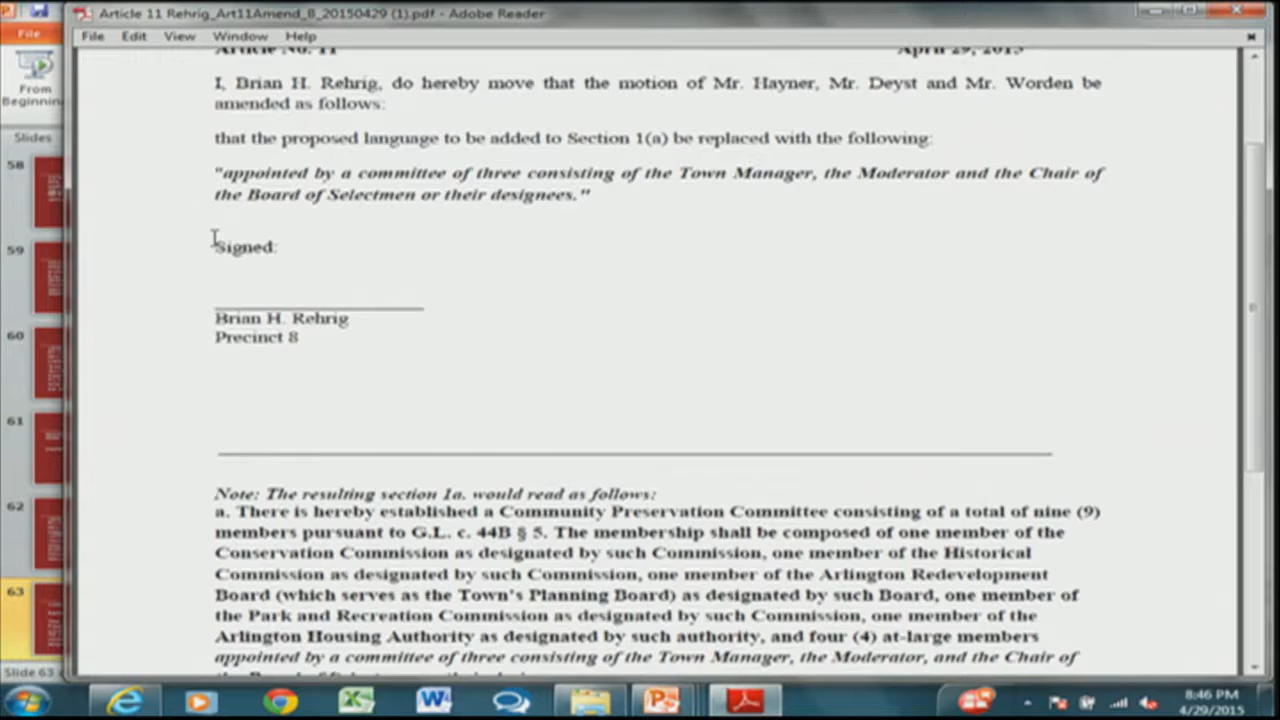 Article 11 Rehrig_Art11Amend_8_20150429 (1).pdf - Adobe Reader
File
File Edit View Window Help
From
Beginning
Slides
58
59
60
61
62
63
Slide 63
Article No. 11 April 29, 2015
I, Brian H. Rehrig, do hereby move that the motion of Mr. Hayner, Mr. Deyst and Mr. Worden be
amended as follows:
that the proposed language to be added to Section 1(a) be replaced with the following:
"appointed by a committee of three consisting of the Town Manager, the Moderator and the Chair of
the Board of Selectmen or their designees."
Signed:
Brian H. Rehrig
Precinct 8
Note: The resulting section 1a. would read as follows:
a. There is hereby established a Community Preservation Committee consisting of a total of nine (9)
members pursuant to G.L. c. 44B § 5. The membership shall be composed of one member of the
Conservation Commission as designated by such Commission, one member of the Historical
Commission as designated by such Commission, one member of the Arlington Redevelopment
Board (which serves as the Town's Planning Board) as designated by such Board, one member of
the Park and Recreation Commission as designated by such Commission, one member of the
Arlington Housing Authority as designated by such authority, and four (4) at-large members
appointed by a committee of three consisting of the Town Manager, the Moderator, and the Chair of
8:46 PM
4/29/2015